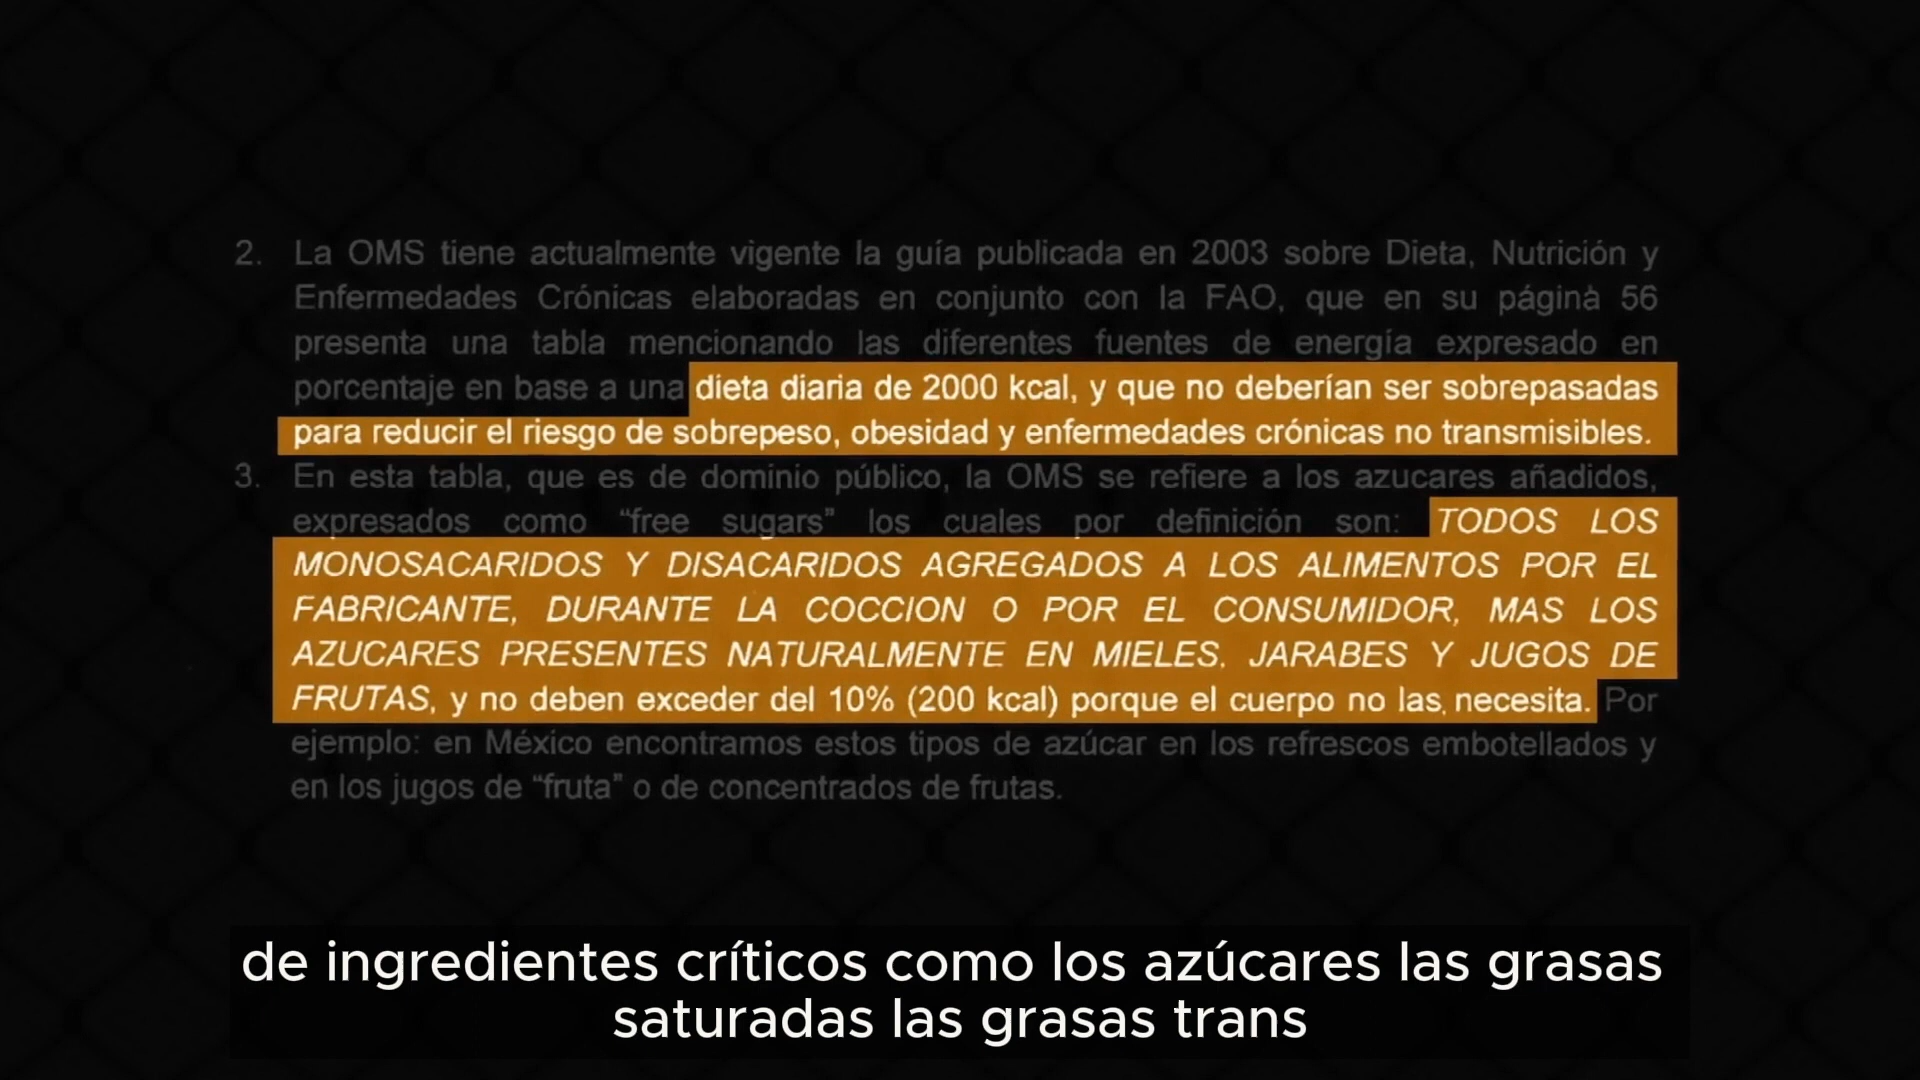 2. La OMS tiene actualmente vigente la guía publicada en 2003 sobre Dieta, Nutrición y
Enfermedades Crónicas elaboradas en conjunto con la FAO, que en su página 56
presenta una tabla mencionando las diferentes fuentes de energía expresado en
porcentaje en base a una dieta diaria de 2000 kcal, y que no deberían ser sobrepasadas
para reducir el riesgo de sobrepeso, obesidad y enfermedades crónicas no transmisibles.
3. En esta tabla, que es de dominio público, la OMS se refiere a los azucares añadidos,
expresados como “free sugars” los cuales por definición son: TODOS LOS
MONOSACARIDOS Y DISACARIDOS AGREGADOS A LOS ALIMENTOS POR EL
FABRICANTE, DURANTE LA COCCION O POR EL CONSUMIDOR, MAS LOS
AZUCARES PRESENTES NATURALMENTE EN MIELES. JARABES Y JUGOS DE
FRUTAS, y no deben exceder del 10% (200 kcal) porque el cuerpo no las necesita. Por
ejemplo: en México encontramos estos tipos de azúcar en los refrescos embotellados y
en los jugos de “fruta” o de concentrados de frutas.
de ingredientes críticos como los azúcares las grasas
saturadas las grasas trans